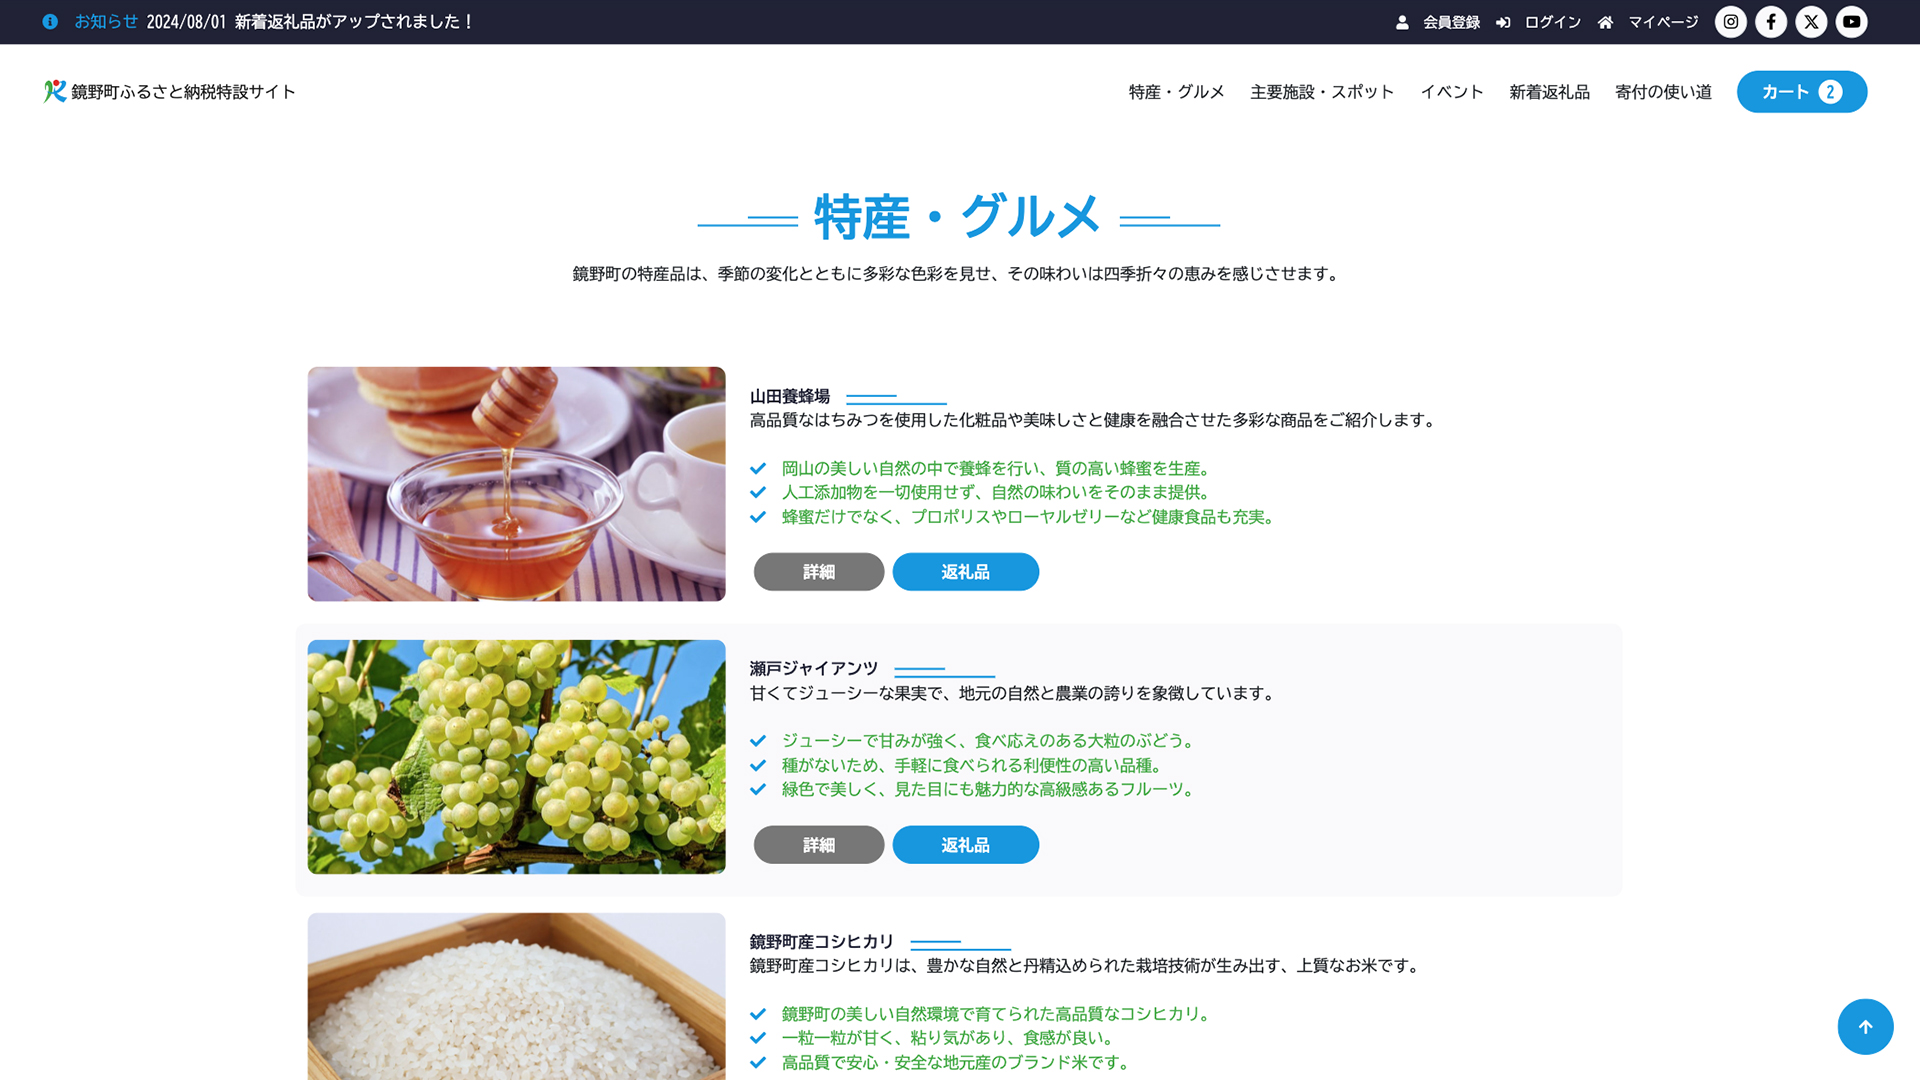 お知らせ 2024/08/01 新着返礼品がアップされました！
会員登録 ログイン マイページ
鏡野町ふるさと納税特設サイト
特産・グルメ 主要施設・スポット イベント 新着返礼品 寄付の使い道 カート 2
特産・グルメ
鏡野町の特産品は、季節の変化とともに多彩な色彩を見せ、その味わいは四季折々の恵みを感じさせます。
山田養蜂場
高品質なはちみつを使用した化粧品や美味しさと健康を融合させた多彩な商品をご紹介します。
岡山の美しい自然の中で養蜂を行い、質の高い蜂蜜を生産。
人工添加物を一切使用せず、自然の味わいをそのまま提供。
蜂蜜だけでなく、プロポリスやローヤルゼリーなど健康食品も充実。
詳細 返礼品
瀬戸ジャイアンツ
甘くてジューシーな果実で、地元の自然と農業の誇りを象徴しています。
ジューシーで甘みが強く、食べ応えのある大粒のぶどう。
種がないため、手軽に食べられる利便性の高い品種。
緑色で美しく、見た目にも魅力的な高級感あるフルーツ。
詳細 返礼品
鏡野町産コシヒカリ
鏡野町産コシヒカリは、豊かな自然と丹精込められた栽培技術が生み出す、上質なお米です。
鏡野町の美しい自然環境で育てられた高品質なコシヒカリ。
一粒一粒が甘く、粘り気があり、食感が良い。
高品質で安心・安全な地元産のブランド米です。